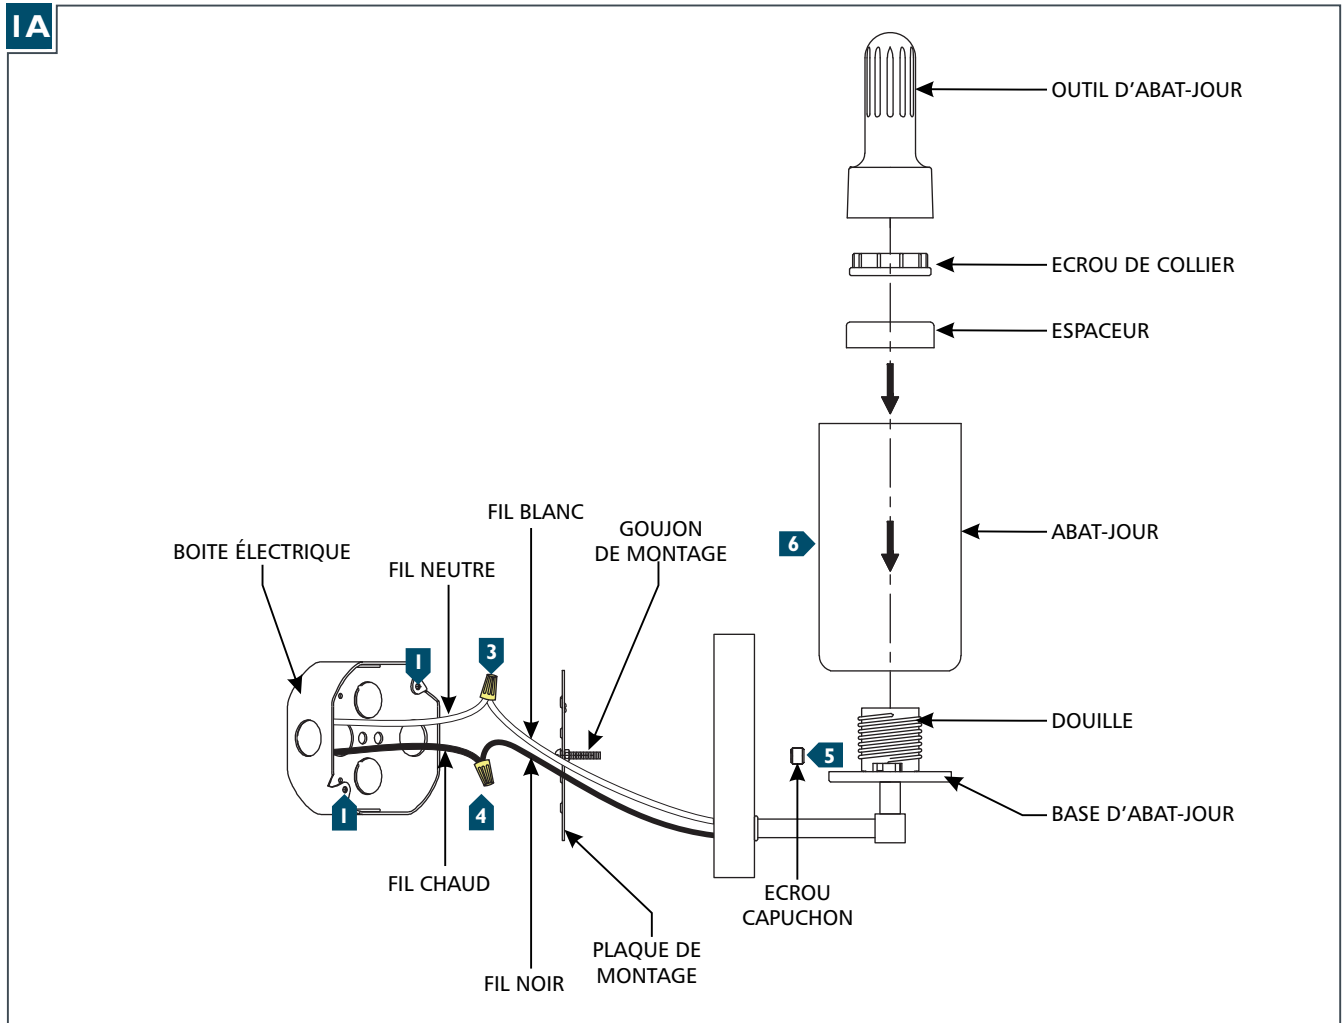 1A
OUTIL D'ABAT-JOUR
ECROU DE COLLIER
ESPACEUR
FIL BLANC
GOUJON
DE MONTAGE
6
ABAT-JOUR
BOITE ÉLECTRIQUE
FIL NEUTRE
1
3
DOUILLE
5
1
4
BASE D'ABAT-JOUR
FIL CHAUD
ECROU
CAPUCHON
PLAQUE DE
MONTAGE
FIL NOIR